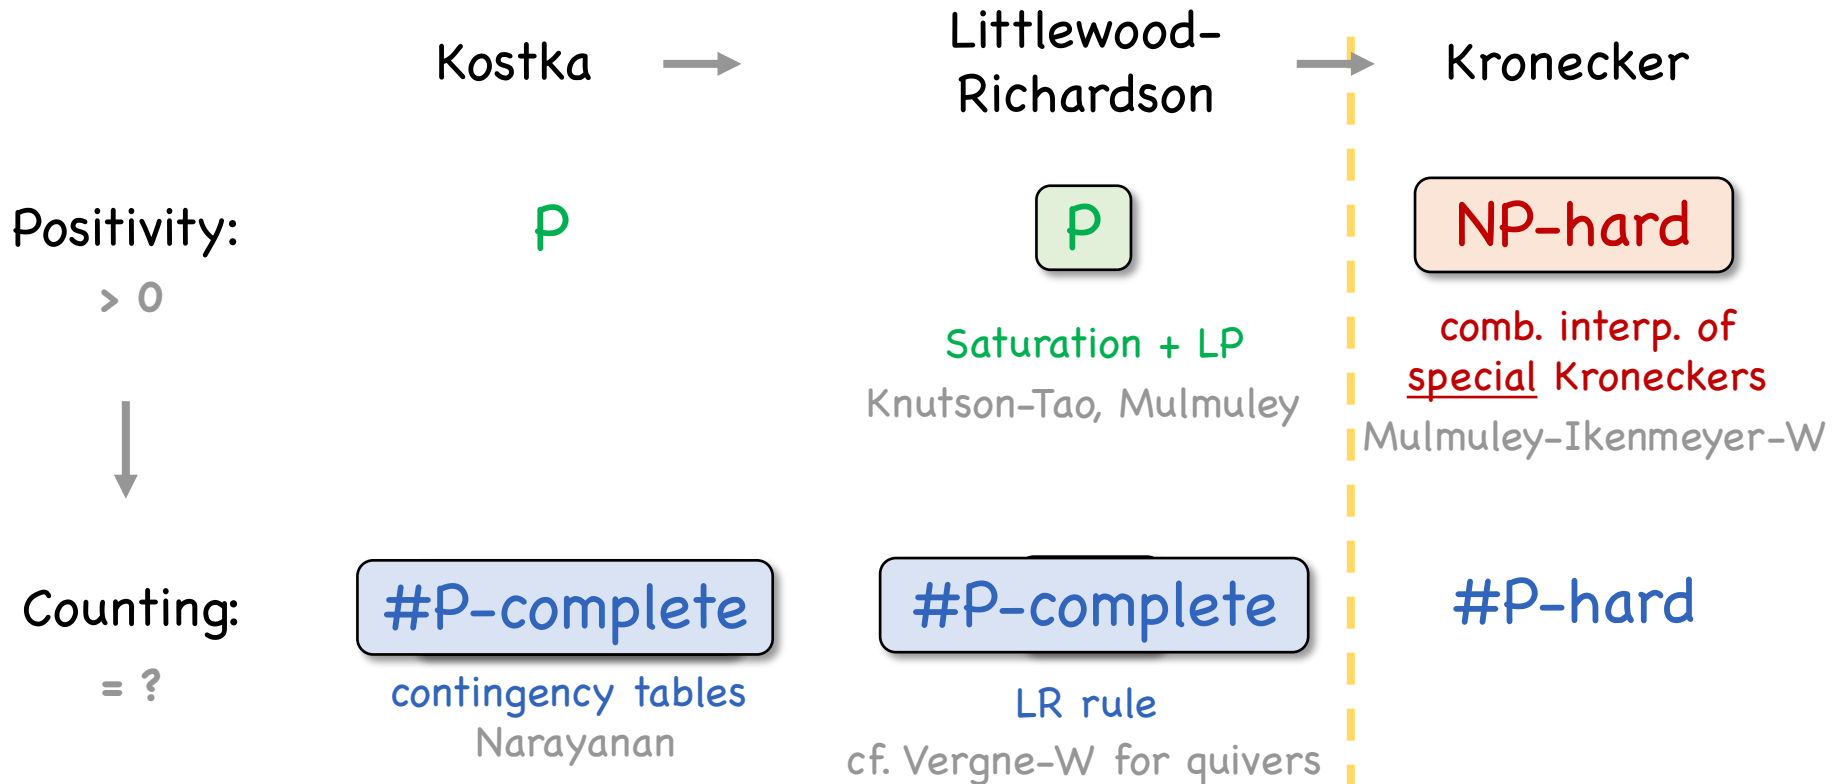 Kostka
Littlewood-
Richardson
Kronecker
Positivity:
> 0
P
P
NP-hard
Saturation + LP
Knutson-Tao, Mulmuley
comb. interp. of
special Kroneckers
Mulmuley-Ikenmeyer-W
Counting:
= ?
#P-complete
#P-complete
#P-hard
contingency tables
Narayanan
LR rule
cf. Vergne-W for quivers